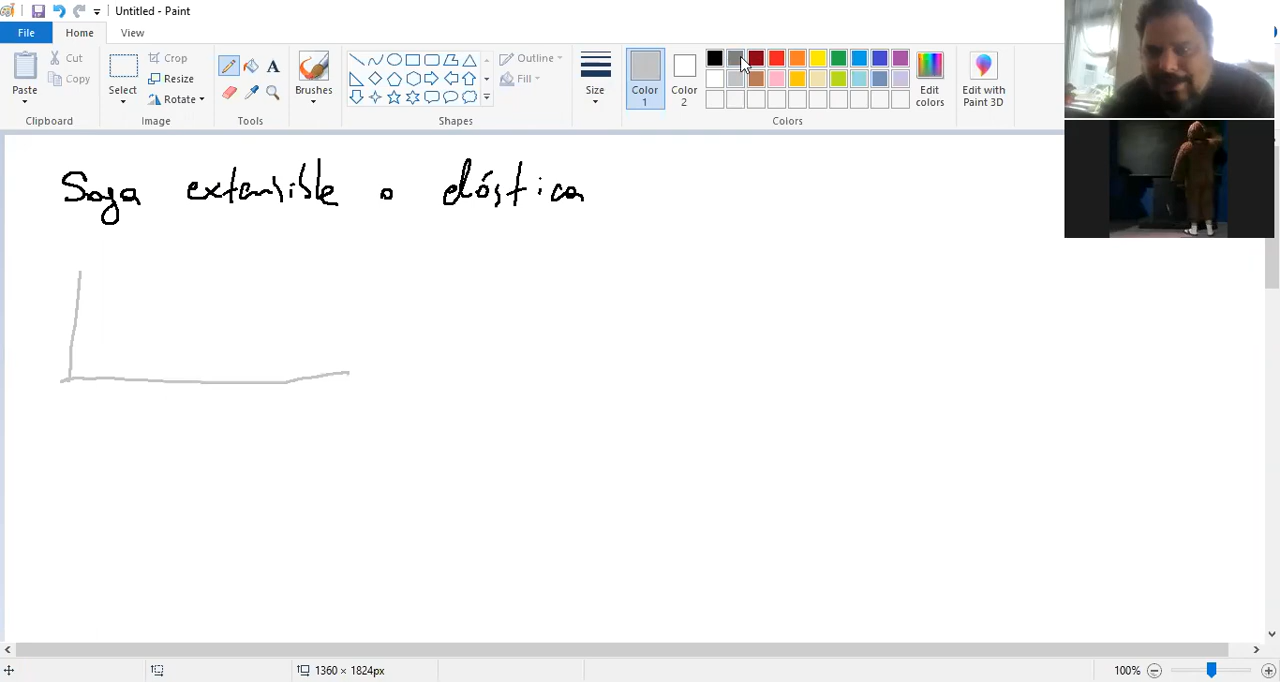 Untitled - Paint
File
Home
View
Paste
Cut
Copy
Clipboard
Select
Crop
Resize
Rotate
Image
A
Tools
Brushes
Shapes
Outline
Fill
Size
Color 1
Color 2
Colors
Edit colors
Edit with Paint 3D
Soga extensible o elástica
1360 × 1824px
100%